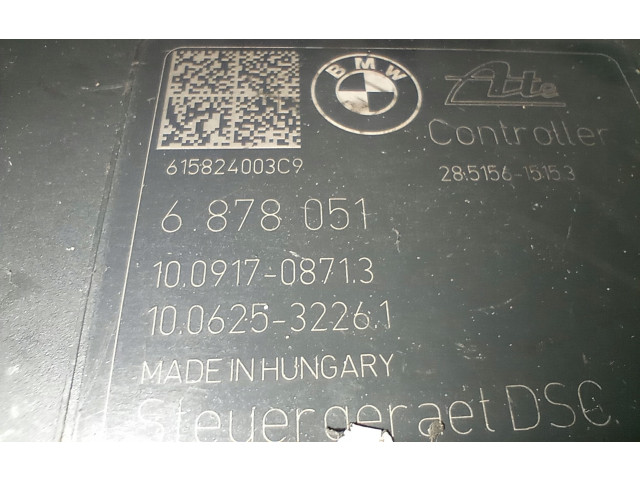 BMW
Ate
Controller
615824003C9
28.5156-1515.3
6 878 051
10.0917-0871.3
10.0625-3226.1
MADE IN HUNGARY
Steuergeraet DSC